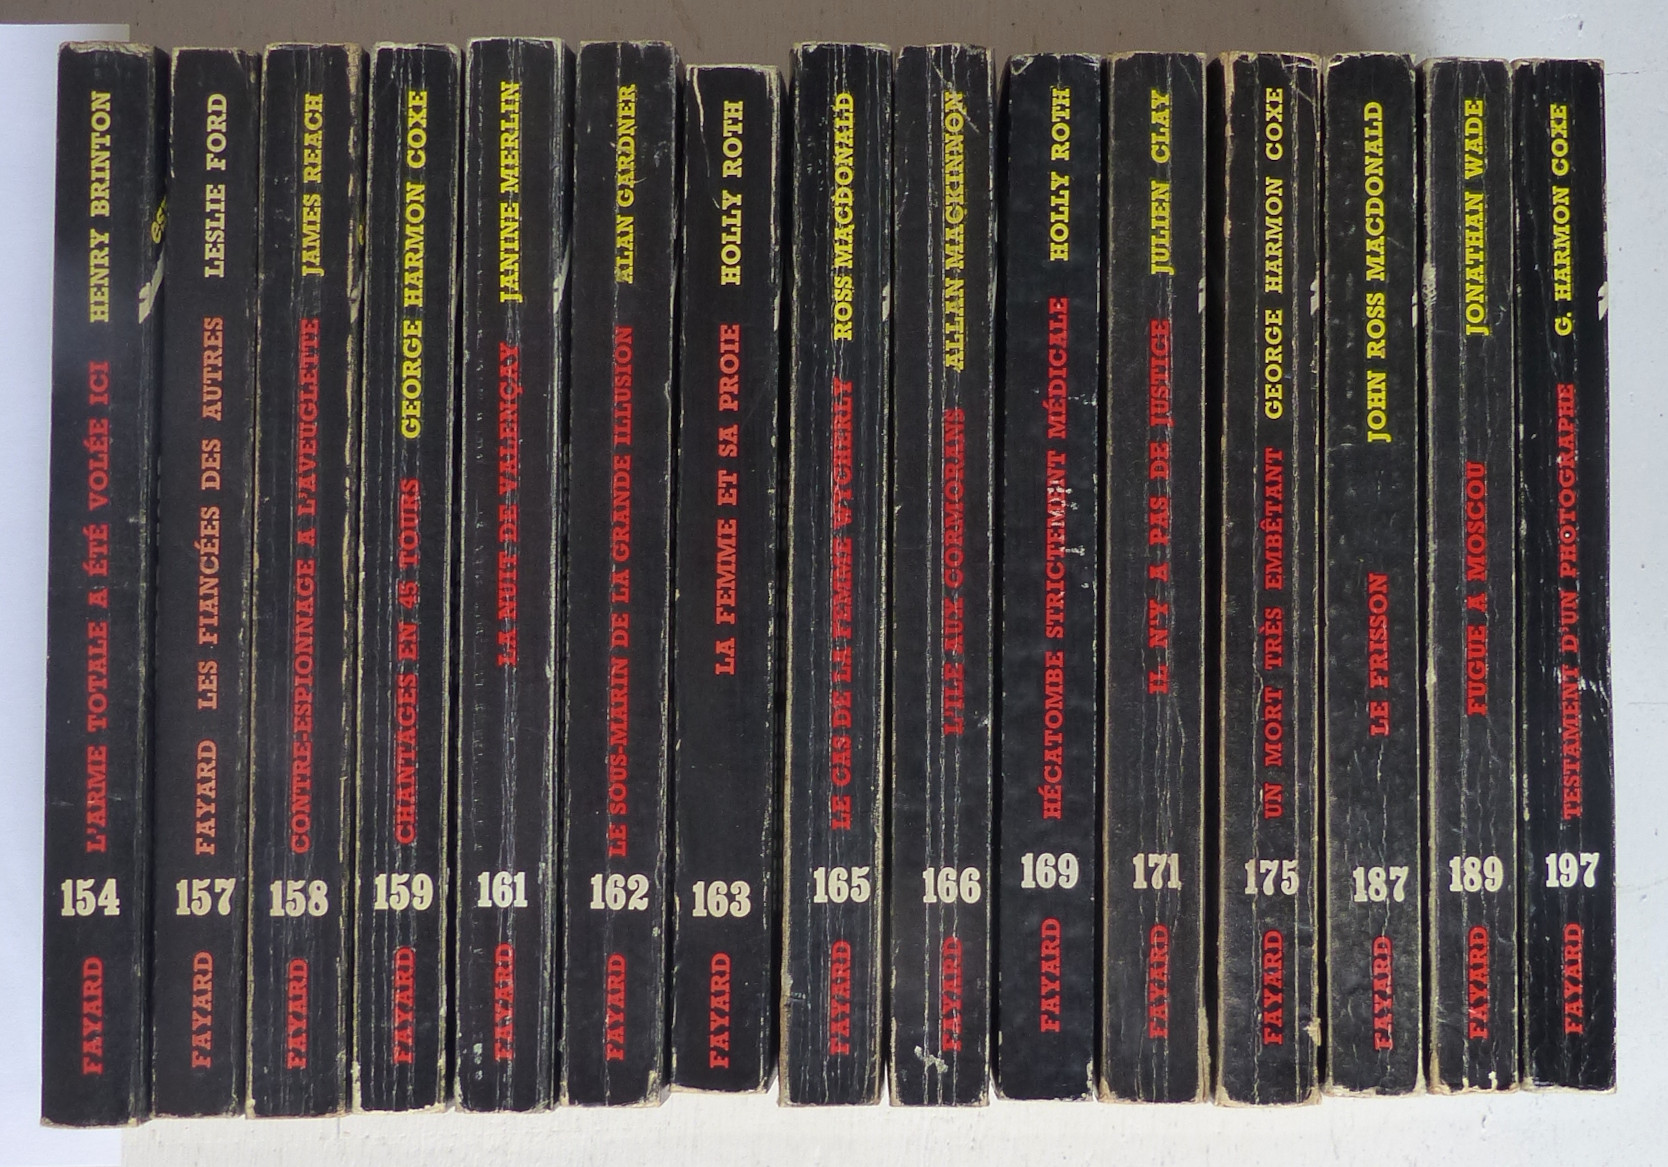 FAYARD 154 L'ARME TOTALE A ÉTÉ VOLÉE ICI HENRY BRINTON
FAYARD 157 FAYARD LES FIANCÉES DES AUTRES LESLIE FORD
FAYARD 158 CONTRE-ESPIONNAGE A L'AVEUGLETTE JAMES REACH
FAYARD 159 CHANTAGES EN 45 TOURS GEORGE HARMON COXE
FAYARD 161 LA NUIT DE VALENÇAY JANINE MERLIN
FAYARD 162 LE SOUS-MARIN DE LA GRANDE ILLUSION ALAN GARDNER
FAYARD 163 LA FEMME ET SA PROIE HOLLY ROTH
FAYARD 165 LE CAS DE LA FEMME WYCHERLY ROSS MACDONALD
FAYARD 166 L'ILE AUX CORMORANS ALLAN MACKINNON
FAYARD 169 HÉCATOMBE STRICTEMENT MÉDICALE HOLLY ROTH
FAYARD 171 IL N'Y A PAS DE JUSTICE JULIEN CLAY
FAYARD 175 UN MORT TRÈS EMBÊTANT GEORGE HARMON COXE
FAYARD 187 LE FRISSON JOHN ROSS MACDONALD
FAYARD 189 FUGUE A MOSCOU JONATHAN WADE
FAYARD 197 TESTAMENT D'UN PHOTOGRAPHE G. HARMON COXE